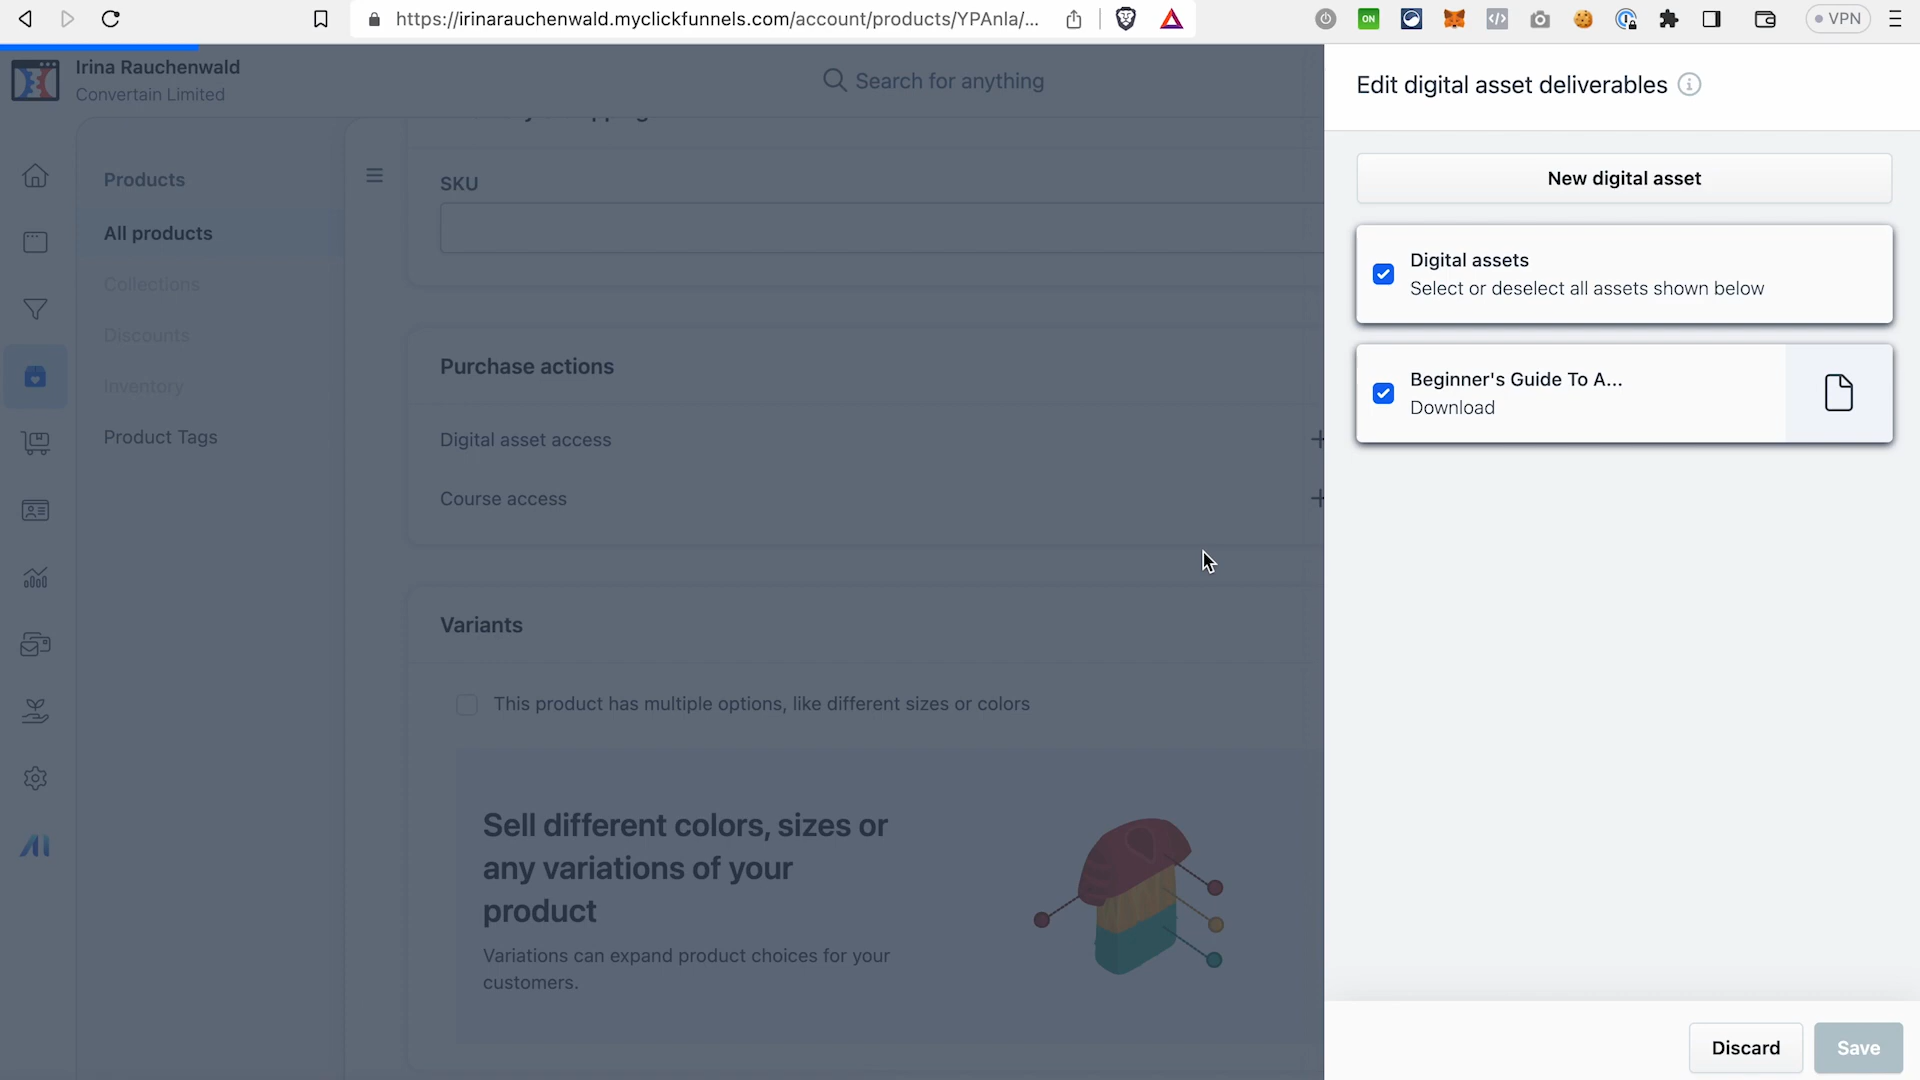 https://irinarauchenwald.myclickfunnels.com/account/products/YPAnla/...
ON
VPN
Irina Rauchenwald
Convertain Limited
Search for anything
Products
All products
Collections
Discounts
Inventory
Product Tags
SKU
Purchase actions
Digital asset access
Course access
Variants
This product has multiple options, like different sizes or colors
Sell different colors, sizes or
any variations of your
product
Variations can expand product choices for your
customers.
Edit digital asset deliverables
New digital asset
Digital assets
Select or deselect all assets shown below
Beginner's Guide To A...
Download
Discard
Save